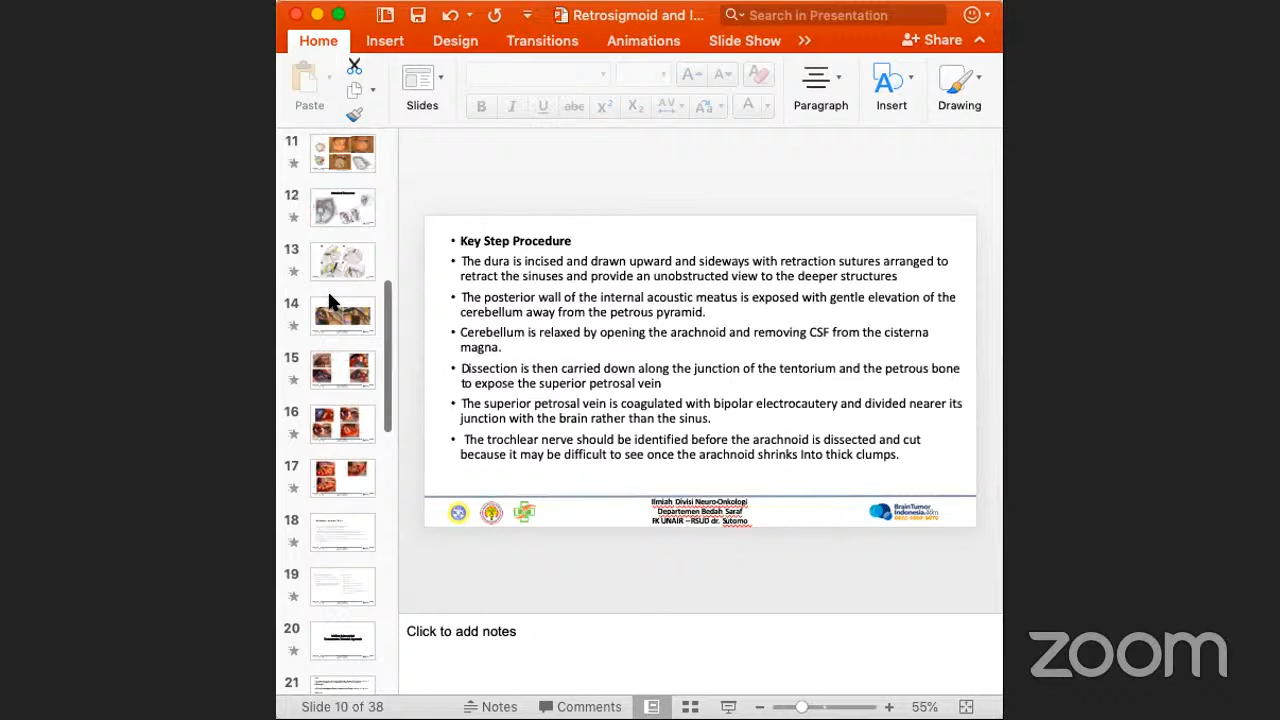 Retrosigmoid and I...
Search in Presentation
Home
Insert
Design
Transitions
Animations
Slide Show
Share
Paste
Slides
B I U abc X² X₂ AV Aa A
Paragraph
Insert
Drawing
11
12
13
14
15
16
17
18
19
20
21
• Key Step Procedure
• The dura is incised and drawn upward and sideways with retraction sutures arranged to
retract the sinuses and provide an unobstructed view to the deeper structures
• The posterior wall of the internal acoustic meatus is exposed with gentle elevation of the
cerebellum away from the petrous pyramid.
• Cerebellum is relaxed by opening the arachnoid and removing CSF from the cisterna
magna.
• Dissection is then carried down along the junction of the tentorium and the petrous bone
to expose the superior petrosal vein
• The superior petrosal vein is coagulated with bipolar electrocautery and divided nearer its
junction with the brain rather than the sinus.
• The trochlear nerve should be identified before the arachnoid is dissected and cut
because it may be difficult to see once the arachnoid shrinks Into thick clumps.
Ilmiah Divisi Neuro-Onkologi
Departemen Bedah Saraf
FK UNAIR – RSUD dr. Sutomo
BrainTumor
Indonesia
Click to add notes
Slide 10 of 38
Notes
Comments
55%
zoom